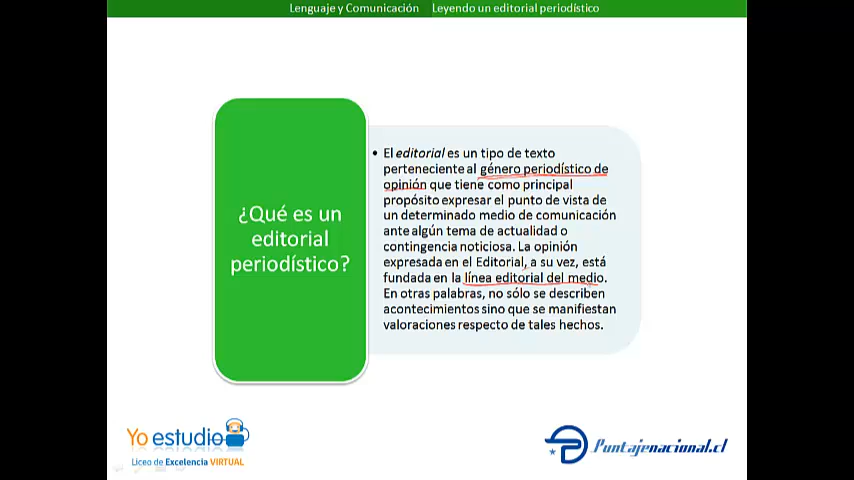 Lenguaje y Comunicación Leyendo un editorial periodístico
¿Qué es un
editorial
periodístico?
• El editorial es un tipo de texto
perteneciente al género periodístico de
opinión que tiene como principal
propósito expresar el punto de vista de
un determinado medio de comunicación
ante algún tema de actualidad o
contingencia noticiosa. La opinión
expresada en el Editorial, a su vez, está
fundada en la línea editorial del medio.
En otras palabras, no sólo se describen
acontecimientos sino que se manifiestan
valoraciones respecto de tales hechos.
Yo estudio
Liceo de Excelencia VIRTUAL
Puntajenacional.cl